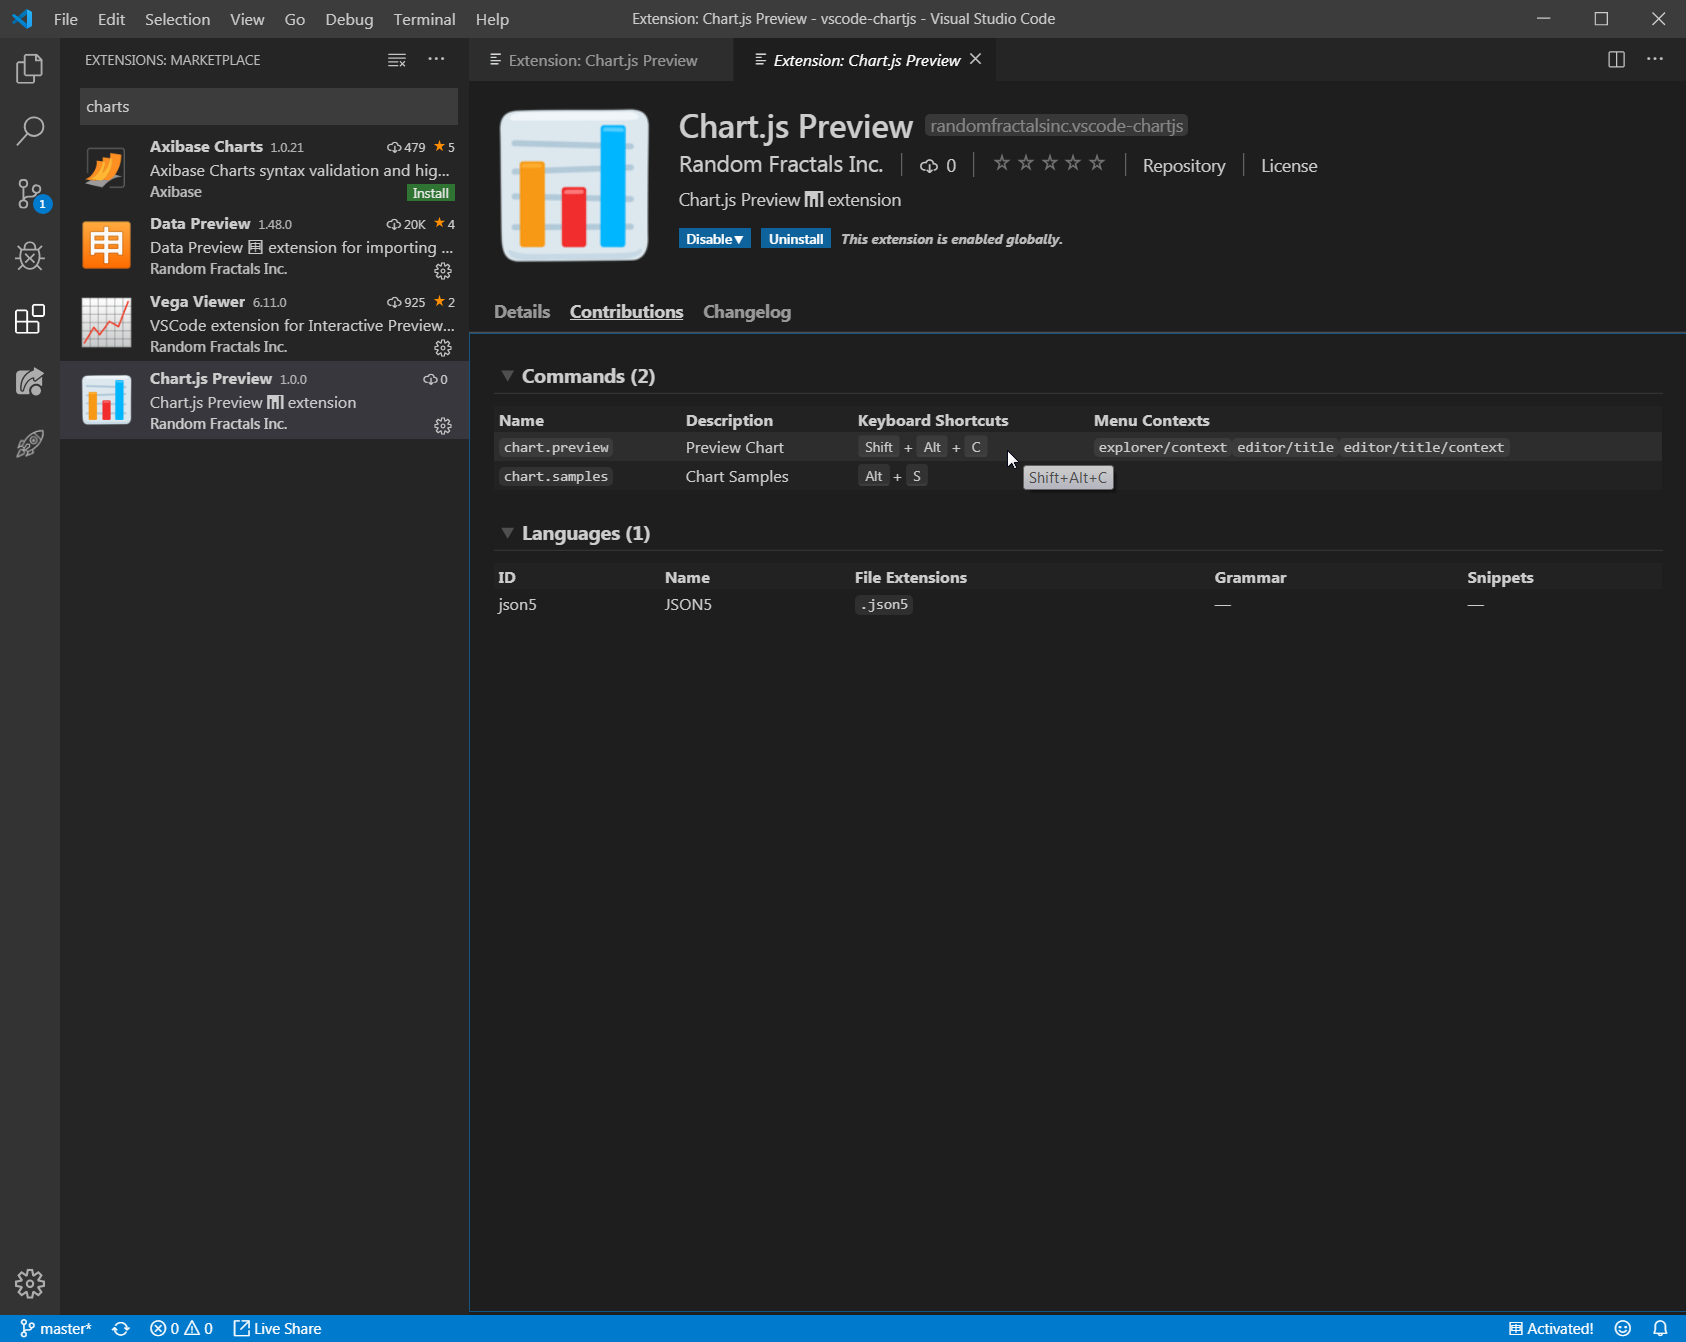 File Edit Selection View Go Debug Terminal Help
Extension: Chart.js Preview - vscode-chartjs - Visual Studio Code
EXTENSIONS: MARKETPLACE
charts
Axibase Charts 1.0.21 479 ★ 5
Axibase Charts syntax validation and hig...
Axibase Install
Data Preview 1.48.0 20K ★ 4
Data Preview 🈸 extension for importing ...
Random Fractals Inc.
Vega Viewer 6.11.0 925 ★ 2
VSCode extension for Interactive Preview...
Random Fractals Inc.
Chart.js Preview 1.0.0 0
Chart.js Preview 📊 extension
Random Fractals Inc.
Extension: Chart.js Preview
Extension: Chart.js Preview
Chart.js Preview randomfractalsinc.vscode-chartjs
Random Fractals Inc. 0 ☆ ☆ ☆ ☆ ☆ Repository License
Chart.js Preview 📊 extension
Disable▼ Uninstall This extension is enabled globally.
Details Contributions Changelog
Commands (2)
Name Description Keyboard Shortcuts Menu Contexts
chart.preview Preview Chart Shift + Alt + C explorer/context editor/title editor/title/context
chart.samples Chart Samples Alt + S
Shift+Alt+C
Languages (1)
ID Name File Extensions Grammar Snippets
json5 JSON5 .json5 — —
1
master* 0 0 Live Share
🈸 Activated!